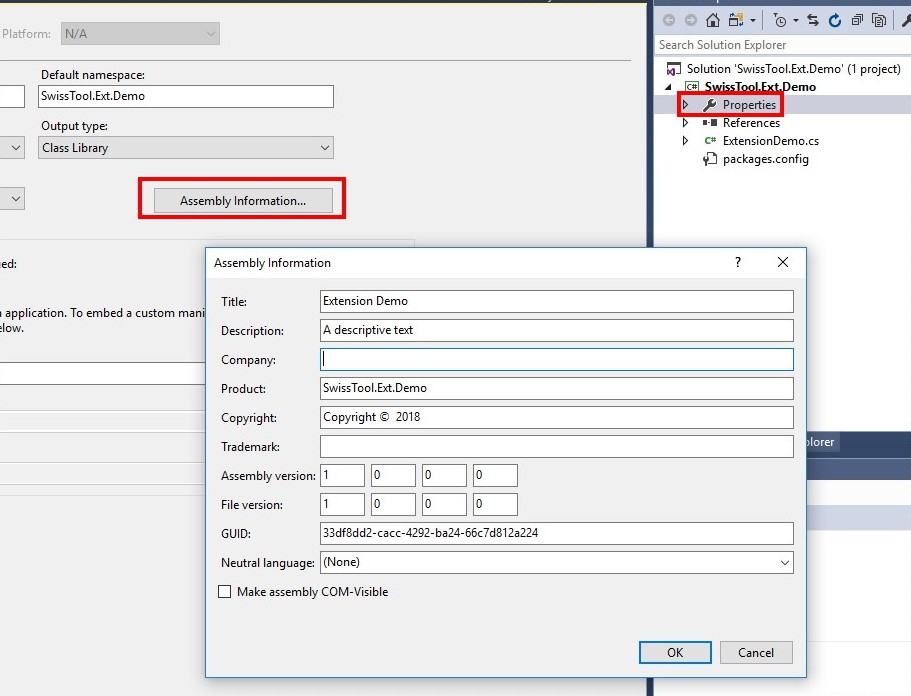 Platform:
N/A
Default namespace:
SwissTool.Ext.Demo
Output type:
Class Library
Assembly Information...
ed:
application. To embed a custom mani
elow.
Search Solution Explorer
Solution 'SwissTool.Ext.Demo' (1 project)
C# SwissTool.Ext.Demo
Properties
References
C# ExtensionDemo.cs
packages.config
plorer
Assembly Information
?
Title:
Extension Demo
Description:
A descriptive text
Company:
Product:
SwissTool.Ext.Demo
Copyright:
Copyright © 2018
Trademark:
Assembly version:
1 0 0 0
File version:
1 0 0 0
GUID:
33df8dd2-cacc-4292-ba24-66c7d812a224
Neutral language:
(None)
Make assembly COM-Visible
OK
Cancel